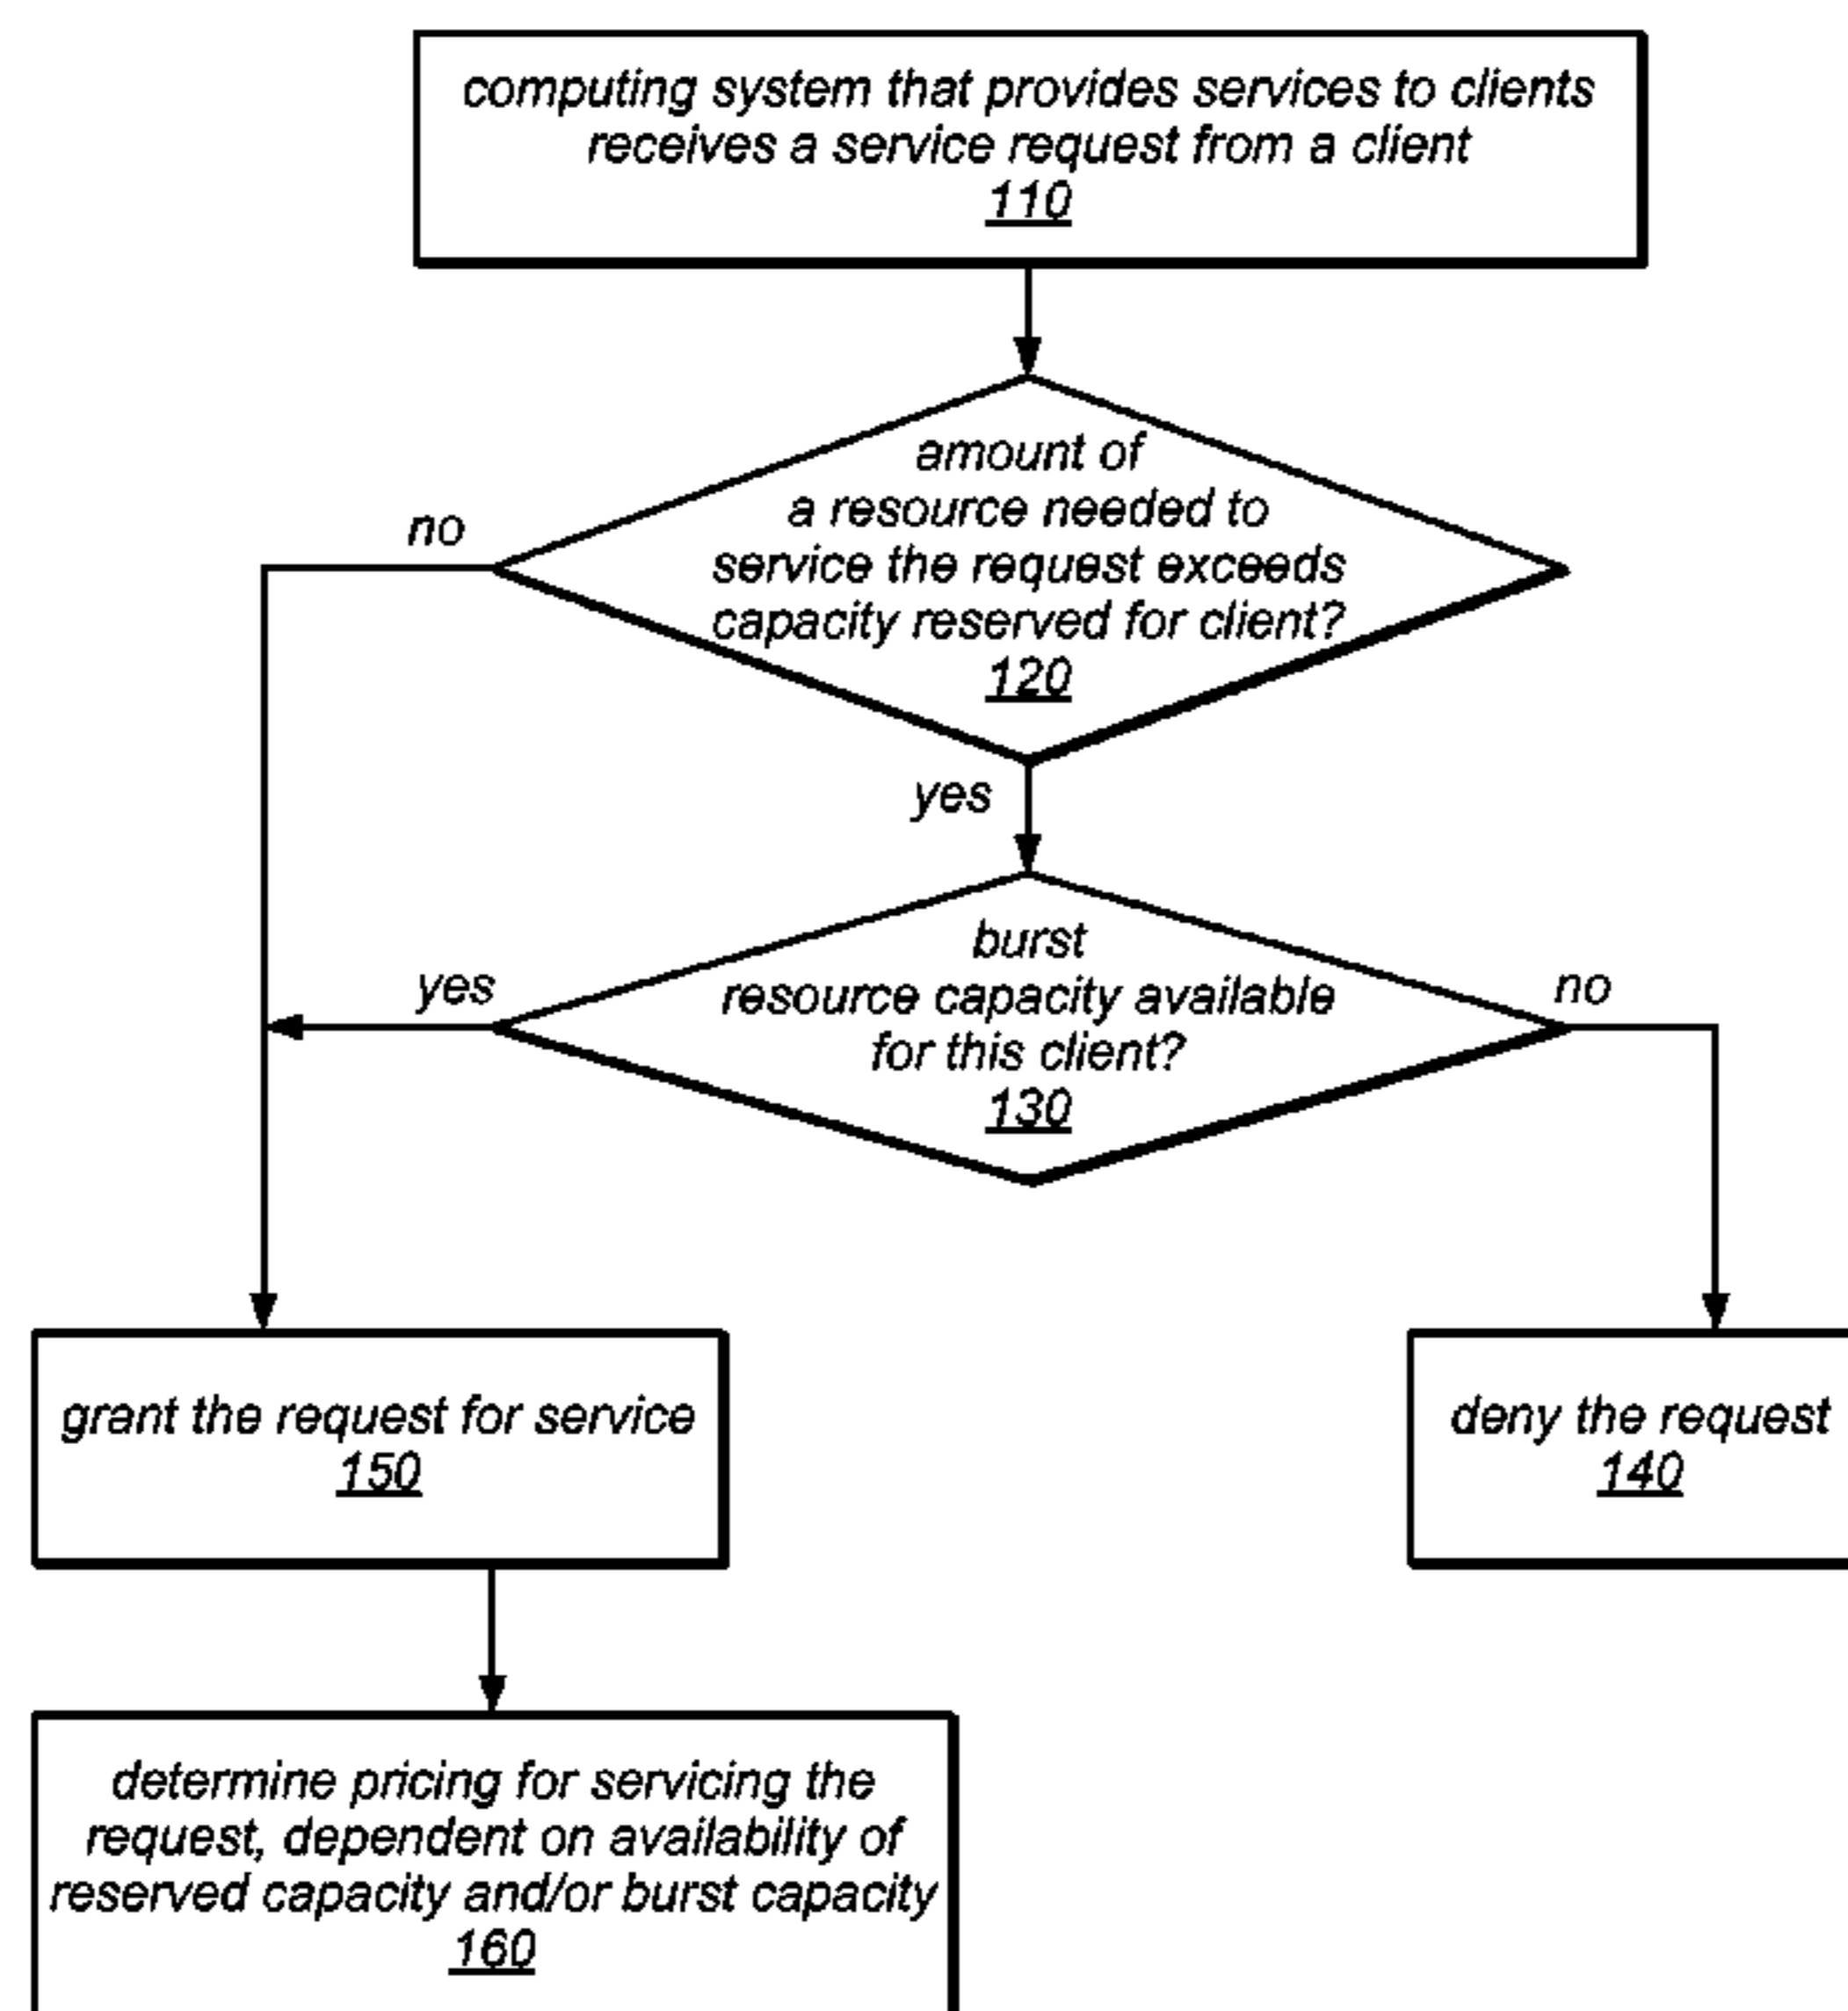 computing system that provides services to clients
receives a service request from a client
110
amount of
a resource needed to
service the request exceeds
capacity reserved for client?
120
no
yes
burst
resource capacity available
for this client?
130
yes
no
grant the request for service
150
deny the request
140
determine pricing for servicing the
request, dependent on availability of
reserved capacity and/or burst capacity
160